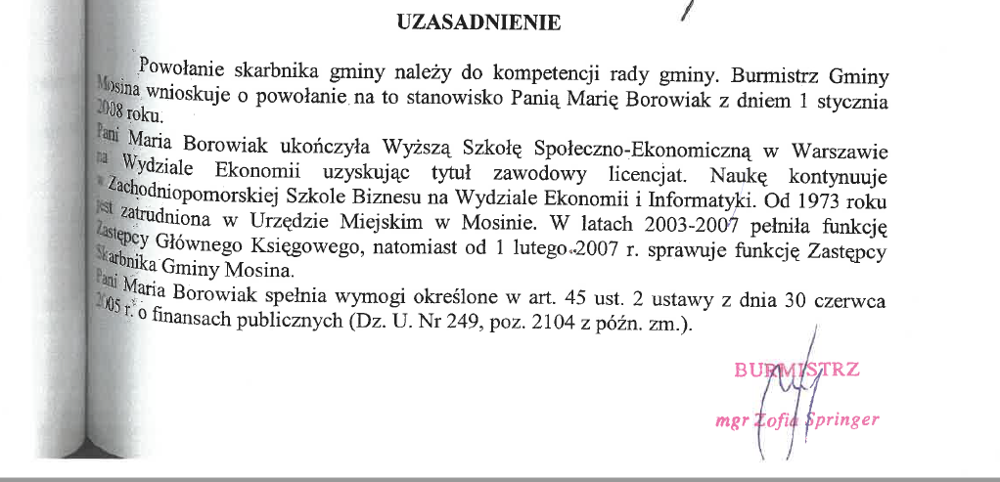 UZASADNIENIE
Powołanie skarbnika gminy należy do kompetencji rady gminy. Burmistrz Gminy
Mosina wnioskuje o powołanie na to stanowisko Panią Marię Borowiak z dniem 1 stycznia
2008 roku.
Pani Maria Borowiak ukończyła Wyższą Szkołę Społeczno-Ekonomiczną w Warszawie
na Wydziale Ekonomii uzyskując tytuł zawodowy licencjat. Naukę kontynuuje
w Zachodniopomorskiej Szkole Biznesu na Wydziale Ekonomii i Informatyki. Od 1973 roku
jest zatrudniona w Urzędzie Miejskim w Mosinie. W latach 2003-2007 pełniła funkcję
Zastępcy Głównego Księgowego, natomiast od 1 lutego 2007 r. sprawuje funkcję Zastępcy
Skarbnika Gminy Mosina.
Pani Maria Borowiak spełnia wymogi określone w art. 45 ust. 2 ustawy z dnia 30 czerwca
2005 r. o finansach publicznych (Dz. U. Nr 249, poz. 2104 z późn. zm.).
BURMISTRZ
mgr Zofia Springer